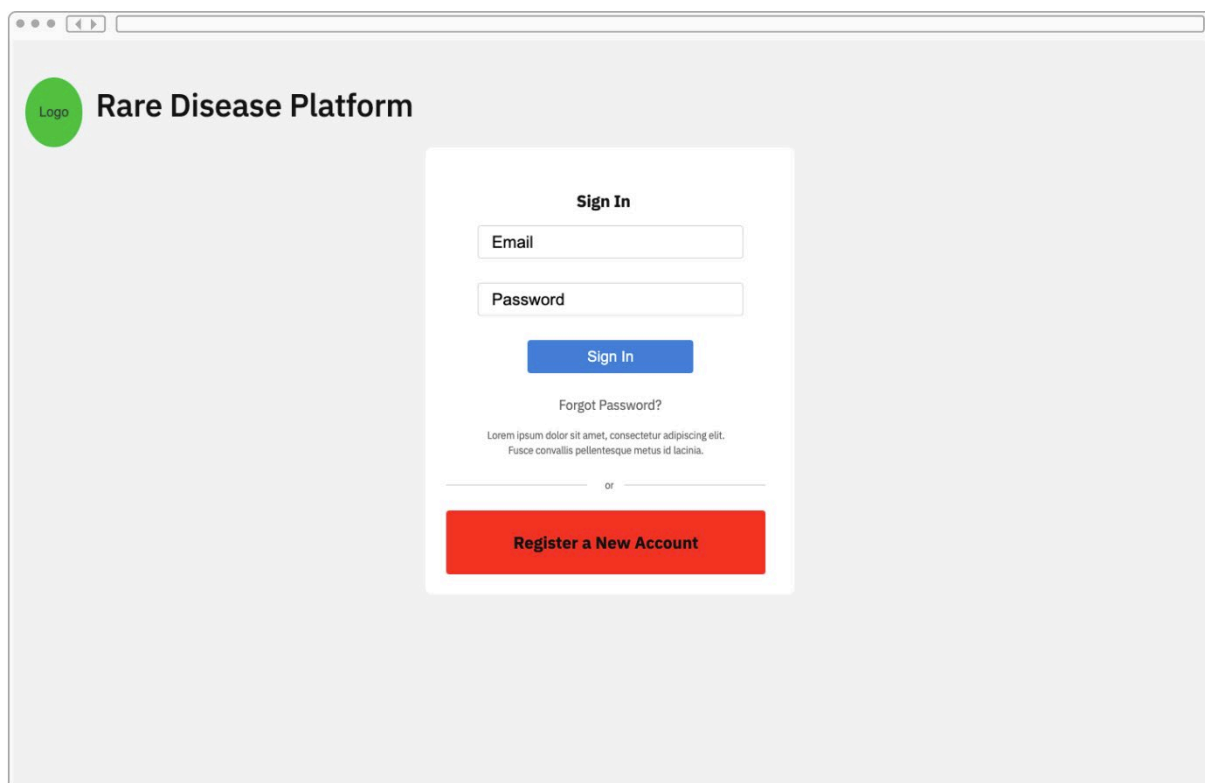 Logo
Rare Disease Platform
Sign In
Email
Password
Sign In
Forgot Password?
Lorem ipsum dolor sit amet, consectetur adipiscing elit.
Fusce convallis pellentesque metus id lacinia.
or
Register a New Account